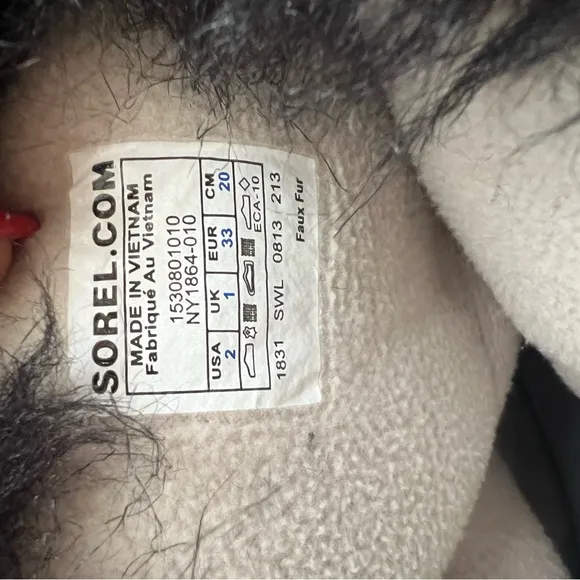 SOREL.COM
MADE IN VIETNAM
Fabriqué Au Vietnam
1530801010
NY1864-010
USA UK EUR CM
2 1 33 20
ECA-10
1831 SWL 0813 213
Faux Fur